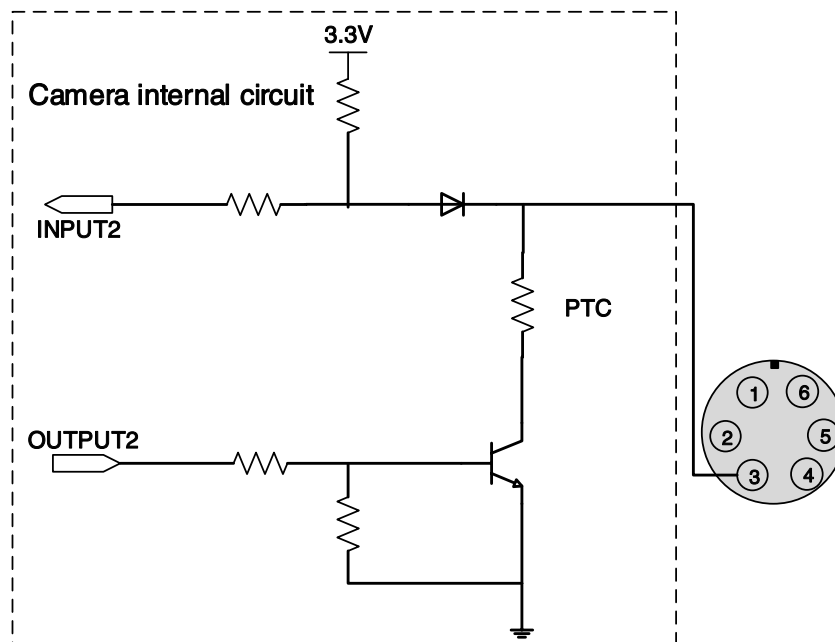 3.3V
Camera internal circuit
INPUT2
PTC
1
6
OUTPUT2
2
5
3
4